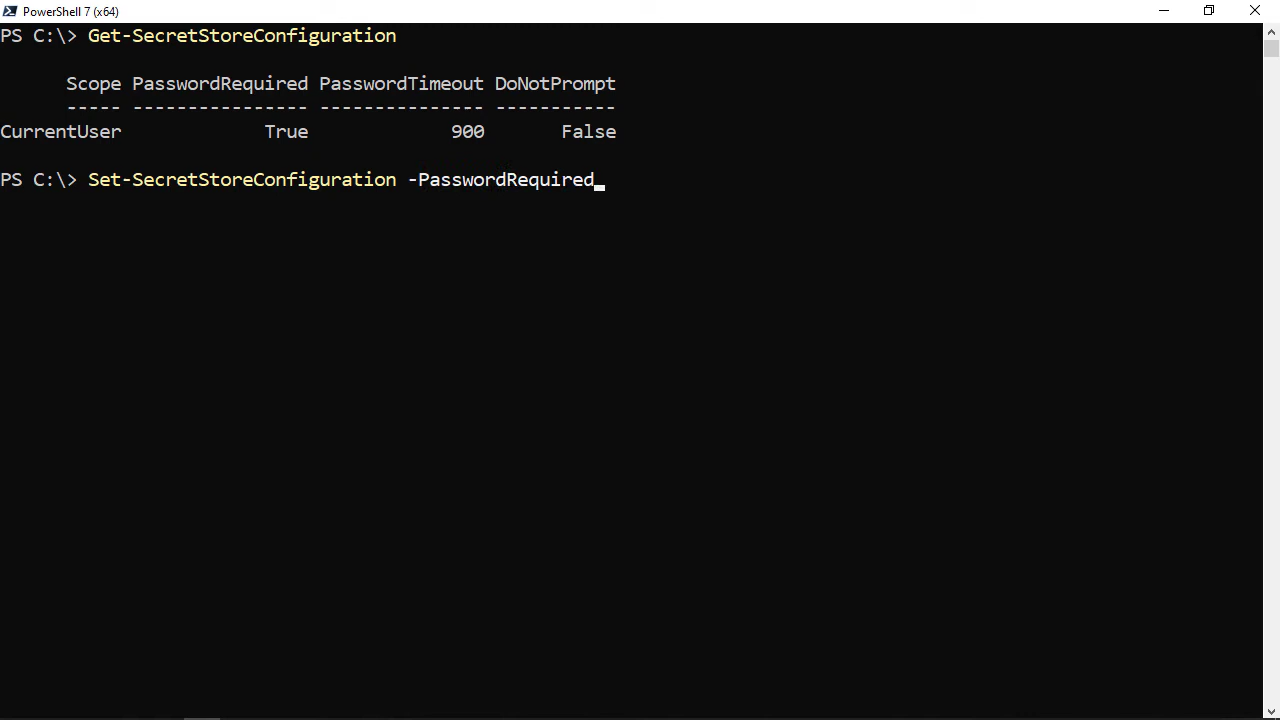 PowerShell 7 (x64)
PS C:\> Get-SecretStoreConfiguration
Scope PasswordRequired PasswordTimeout DoNotPrompt
----- ---------------- --------------- -----------
CurrentUser True 900 False
PS C:\> Set-SecretStoreConfiguration -PasswordRequired